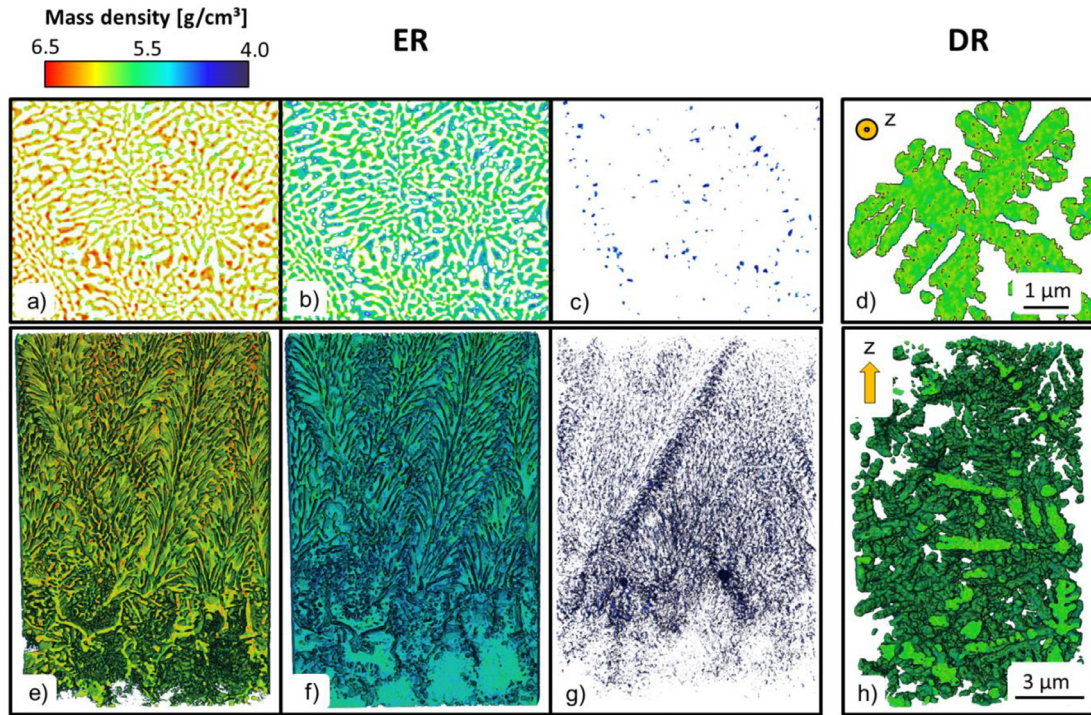 Mass density [g/cm³]
6.5 5.5 4.0
ER
DR
a)
b)
c)
z
d)
1 µm
e)
f)
g)
z
h)
3 µm